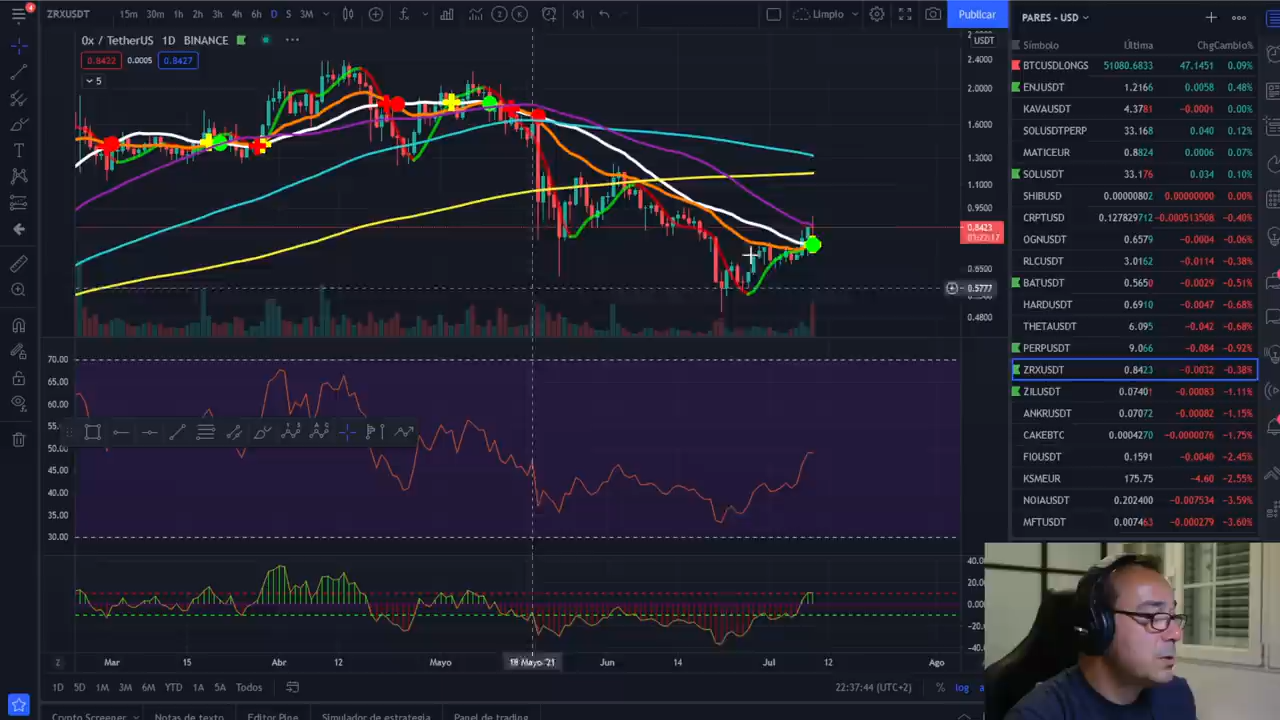 4
ZRXUSDT 15m 30m 1h 2h 3h 4h 6h D S 3M Limpio Publicar
0x / TetherUS 1D BINANCE
0.8422 0.0005 0.8427
5
USDT
2.4000
2.0000
1.6000
1.3000
1.1000
0.9500
0.8423
0.6500
0.5777
0.4800
70.00
65.00
60.00
50.00
45.00
40.00
35.00
30.00
40.00
20.00
0.00
−20.00
−40.00
Mar 15 Abr 12 Mayo 18 Mayo '21 Jun 14 Jul 12 Ago
1D 5D 1M 3M 6M YTD 1A 5A Todos 22:37:44 (UTC+2) % log
Crypto Screener Notas de texto Editor Pine Simulador de estrategia Panel de trading
PARES - USD
Símbolo Última Chg Cambio%
BTCUSDLONGS 51080.6833 47.1451 0.09%
ENJUSDT 1.2166 0.0058 0.48%
KAVAUSDT 4.3781 −0.0001 0.00%
SOLUSDTPERP 33.168 0.040 0.12%
MATICEUR 0.8824 0.0006 0.07%
SOLUSDT 33.176 0.034 0.10%
SHIBUSD 0.00000802 0.00000000 0.00%
CRPTUSD 0.127829712 −0.000513508 −0.40%
OGNUSDT 0.6579 −0.0004 −0.06%
RLCUSDT 3.0162 −0.0114 −0.38%
BATUSDT 0.5650 −0.0029 −0.51%
HARDUSDT 0.6910 −0.0047 −0.68%
THETAUSDT 6.095 −0.042 −0.68%
PERPUSDT 9.066 −0.084 −0.92%
ZRXUSDT 0.8423 −0.0032 −0.38%
ZILUSDT 0.07401 −0.00083 −1.11%
ANKRUSDT 0.07072 −0.00082 −1.15%
CAKEBTC 0.0004270 −0.0000076 −1.75%
FIOUSDT 0.1591 −0.0040 −2.45%
KSMEUR 175.75 −4.60 −2.55%
NOIAUSDT 0.202400 −0.007534 −3.59%
MFTUSDT 0.007463 −0.000279 −3.60%